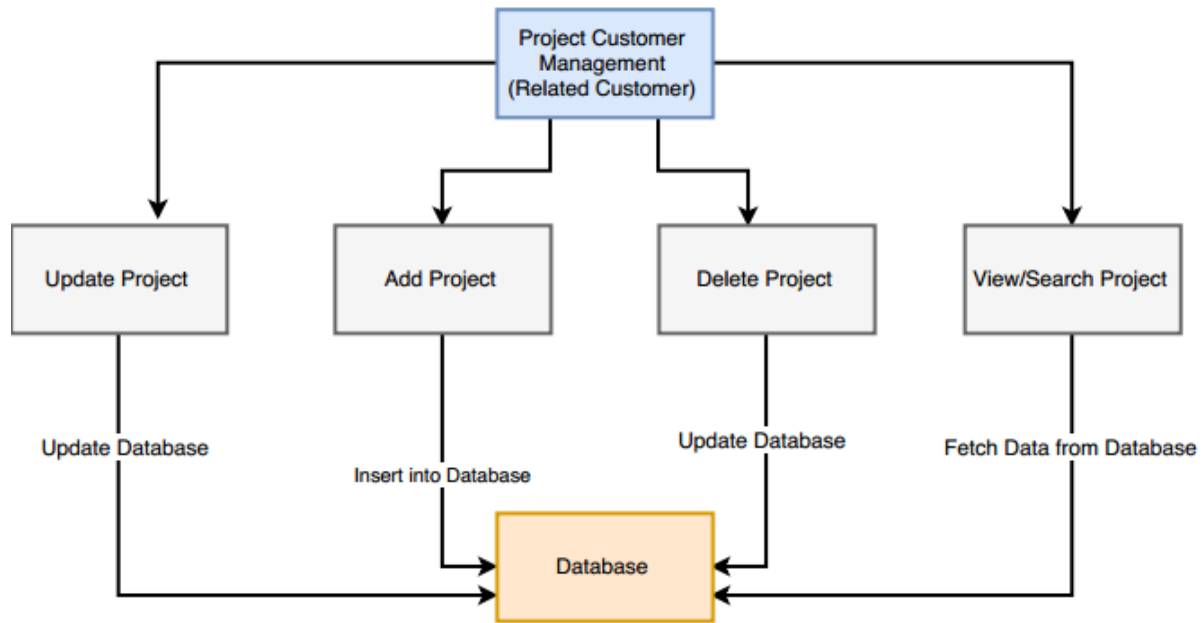 Project Customer
Management
(Related Customer)
Update Project
Add Project
Delete Project
View/Search Project
Update Database
Insert into Database
Update Database
Fetch Data from Database
Database